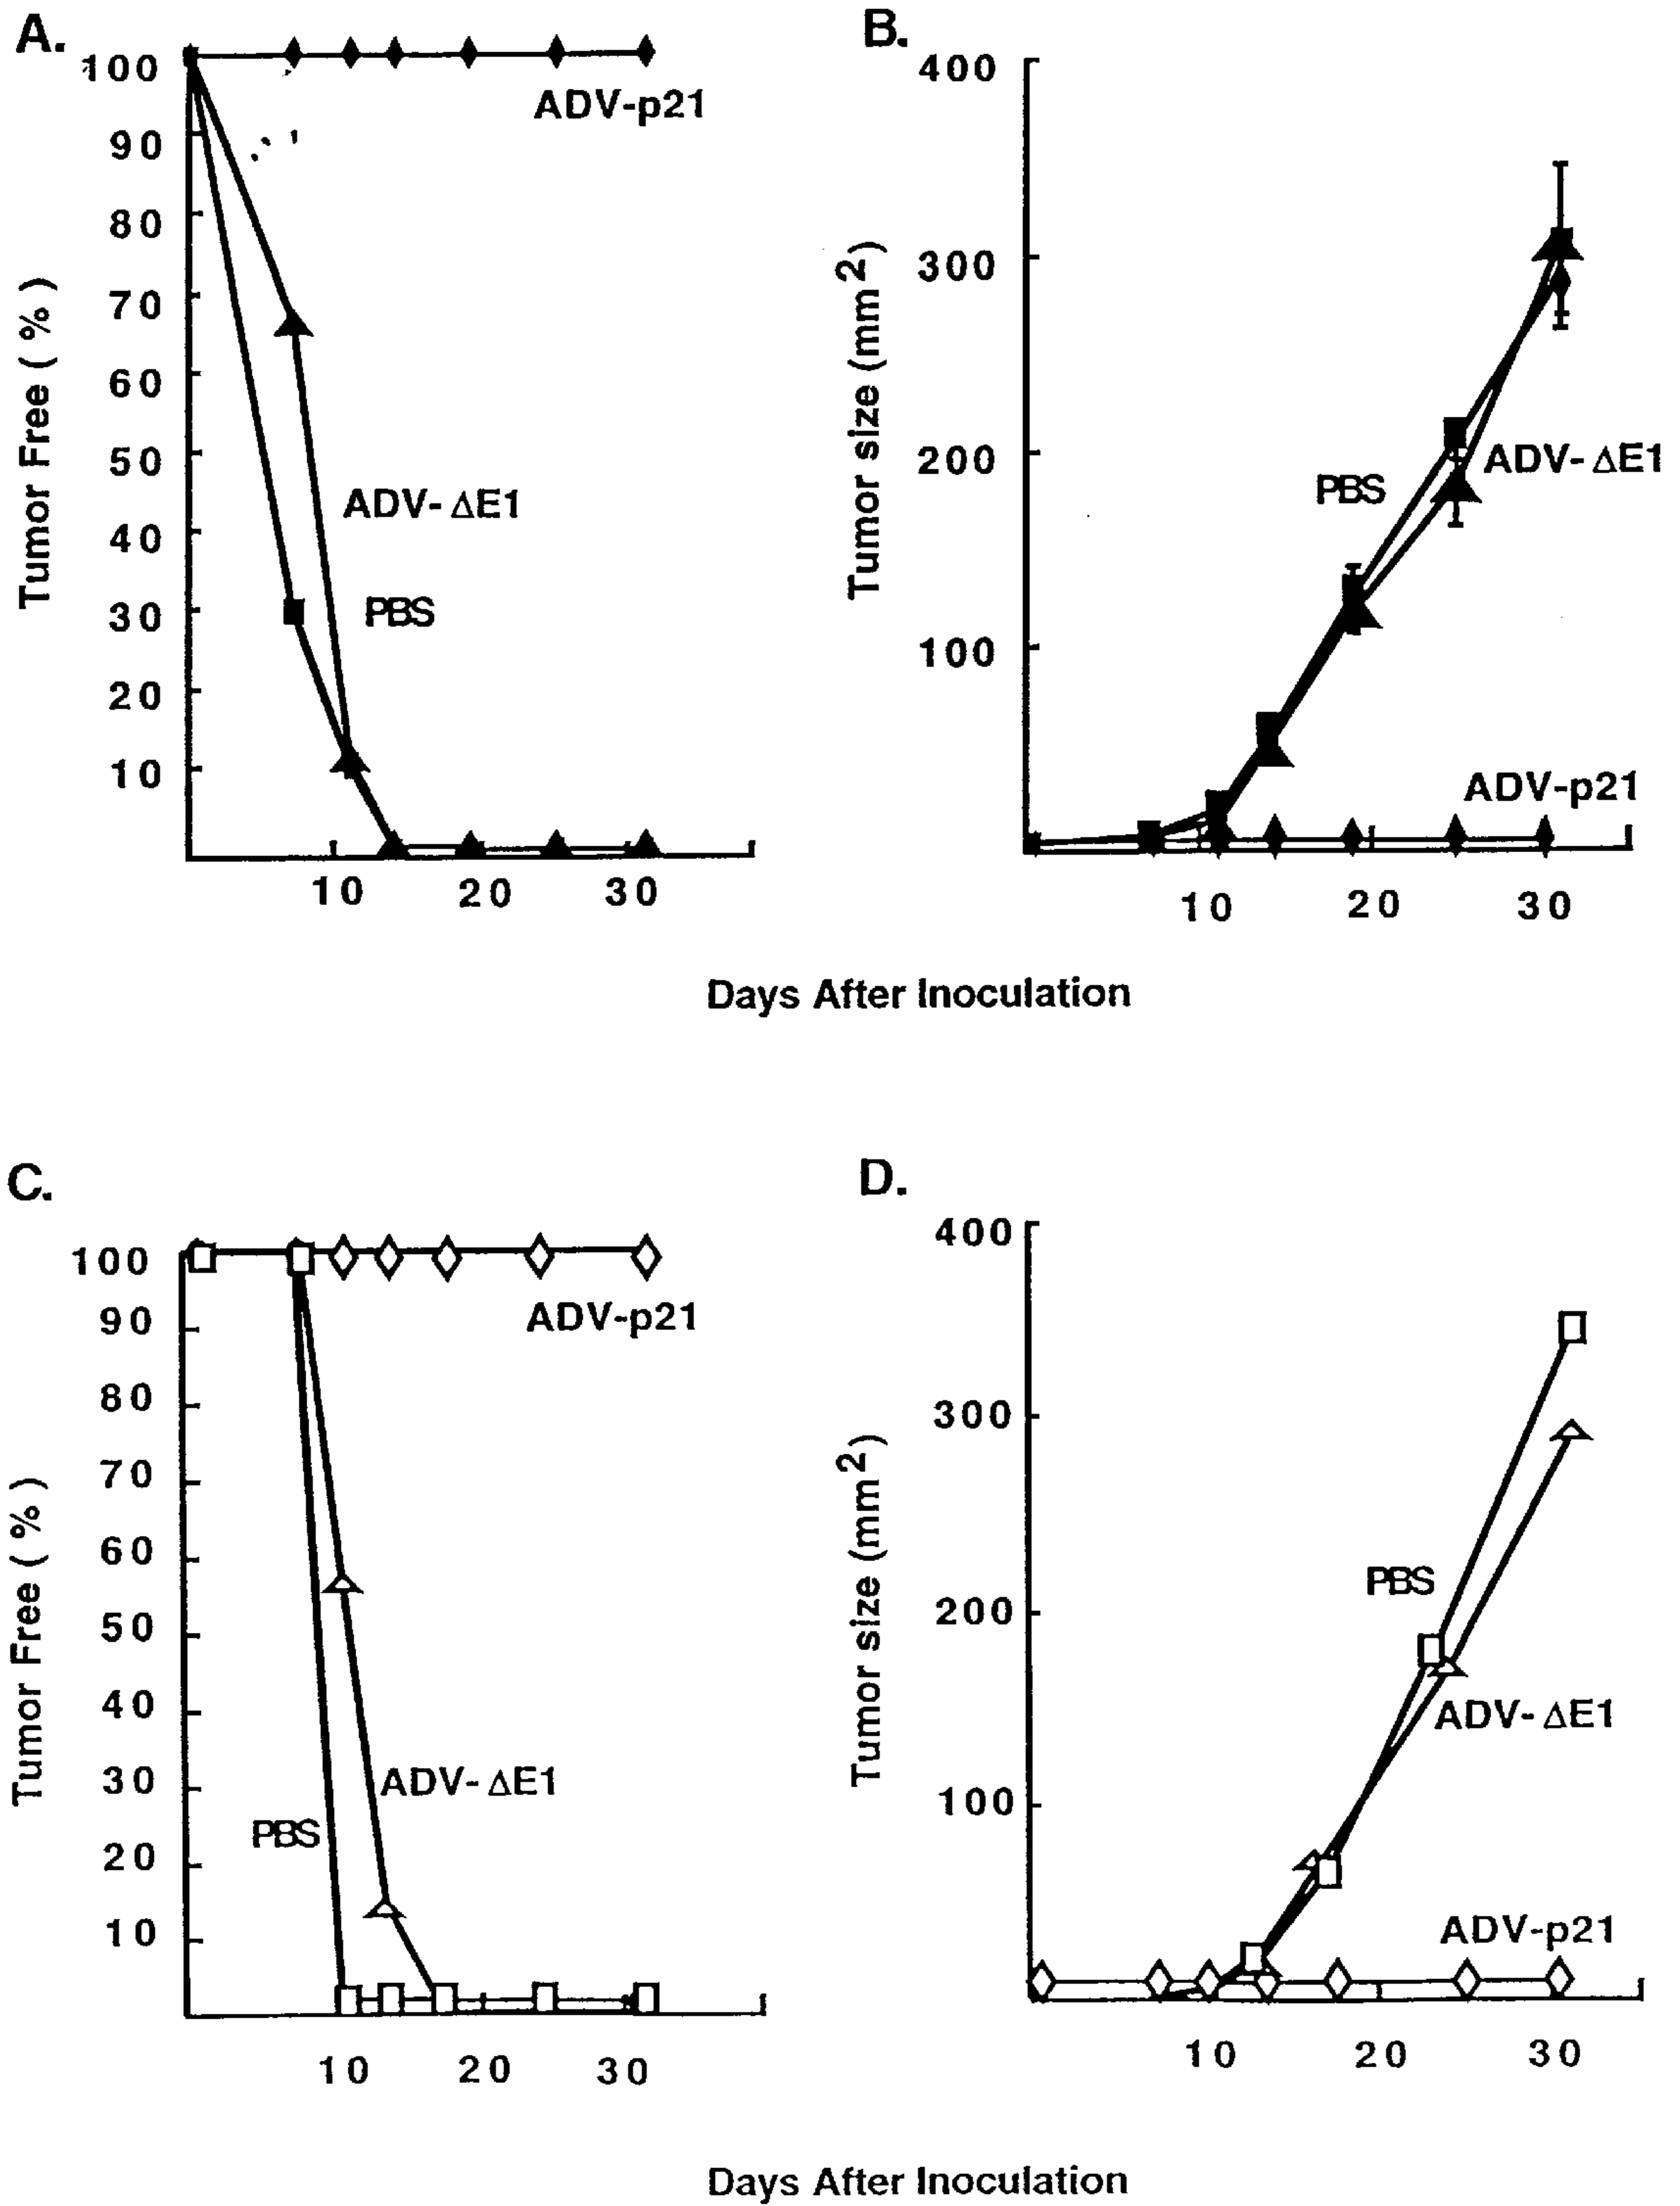 A.
Tumor Free ( % )
100
90
80
70
60
50
40
30
20
10
ADV-p21
ADV- ΔE1
PBS
10 20 30
B.
Tumor size (mm²)
400
300
200
100
PBS
ADV- ΔE1
ADV-p21
10 20 30
Days After Inoculation
C.
Tumor Free ( % )
100
90
80
70
60
50
40
30
20
10
ADV-p21
ADV- ΔE1
PBS
10 20 30
D.
Tumor size (mm²)
400
300
200
100
PBS
ADV- ΔE1
ADV-p21
10 20 30
Days After Inoculation